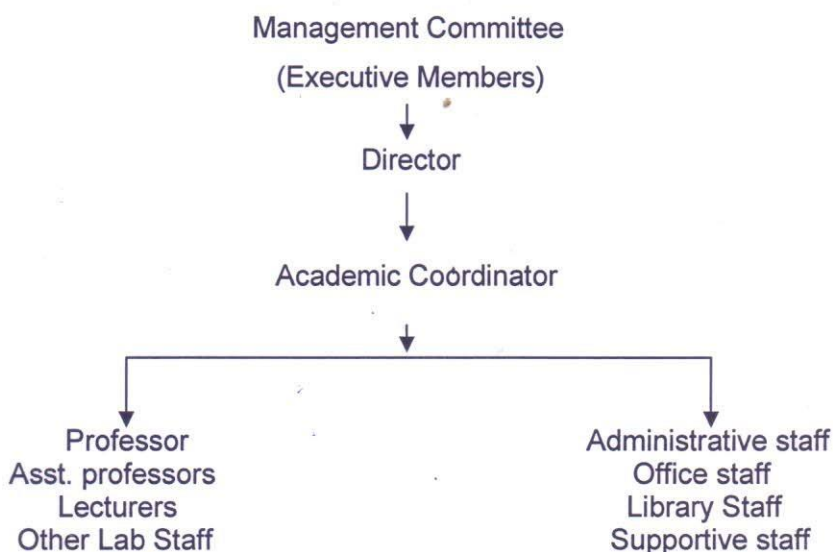 Management Committee
(Executive Members)
Director
Academic Coordinator
Professor
Asst. professors
Lecturers
Other Lab Staff
Administrative staff
Office staff
Library Staff
Supportive staff